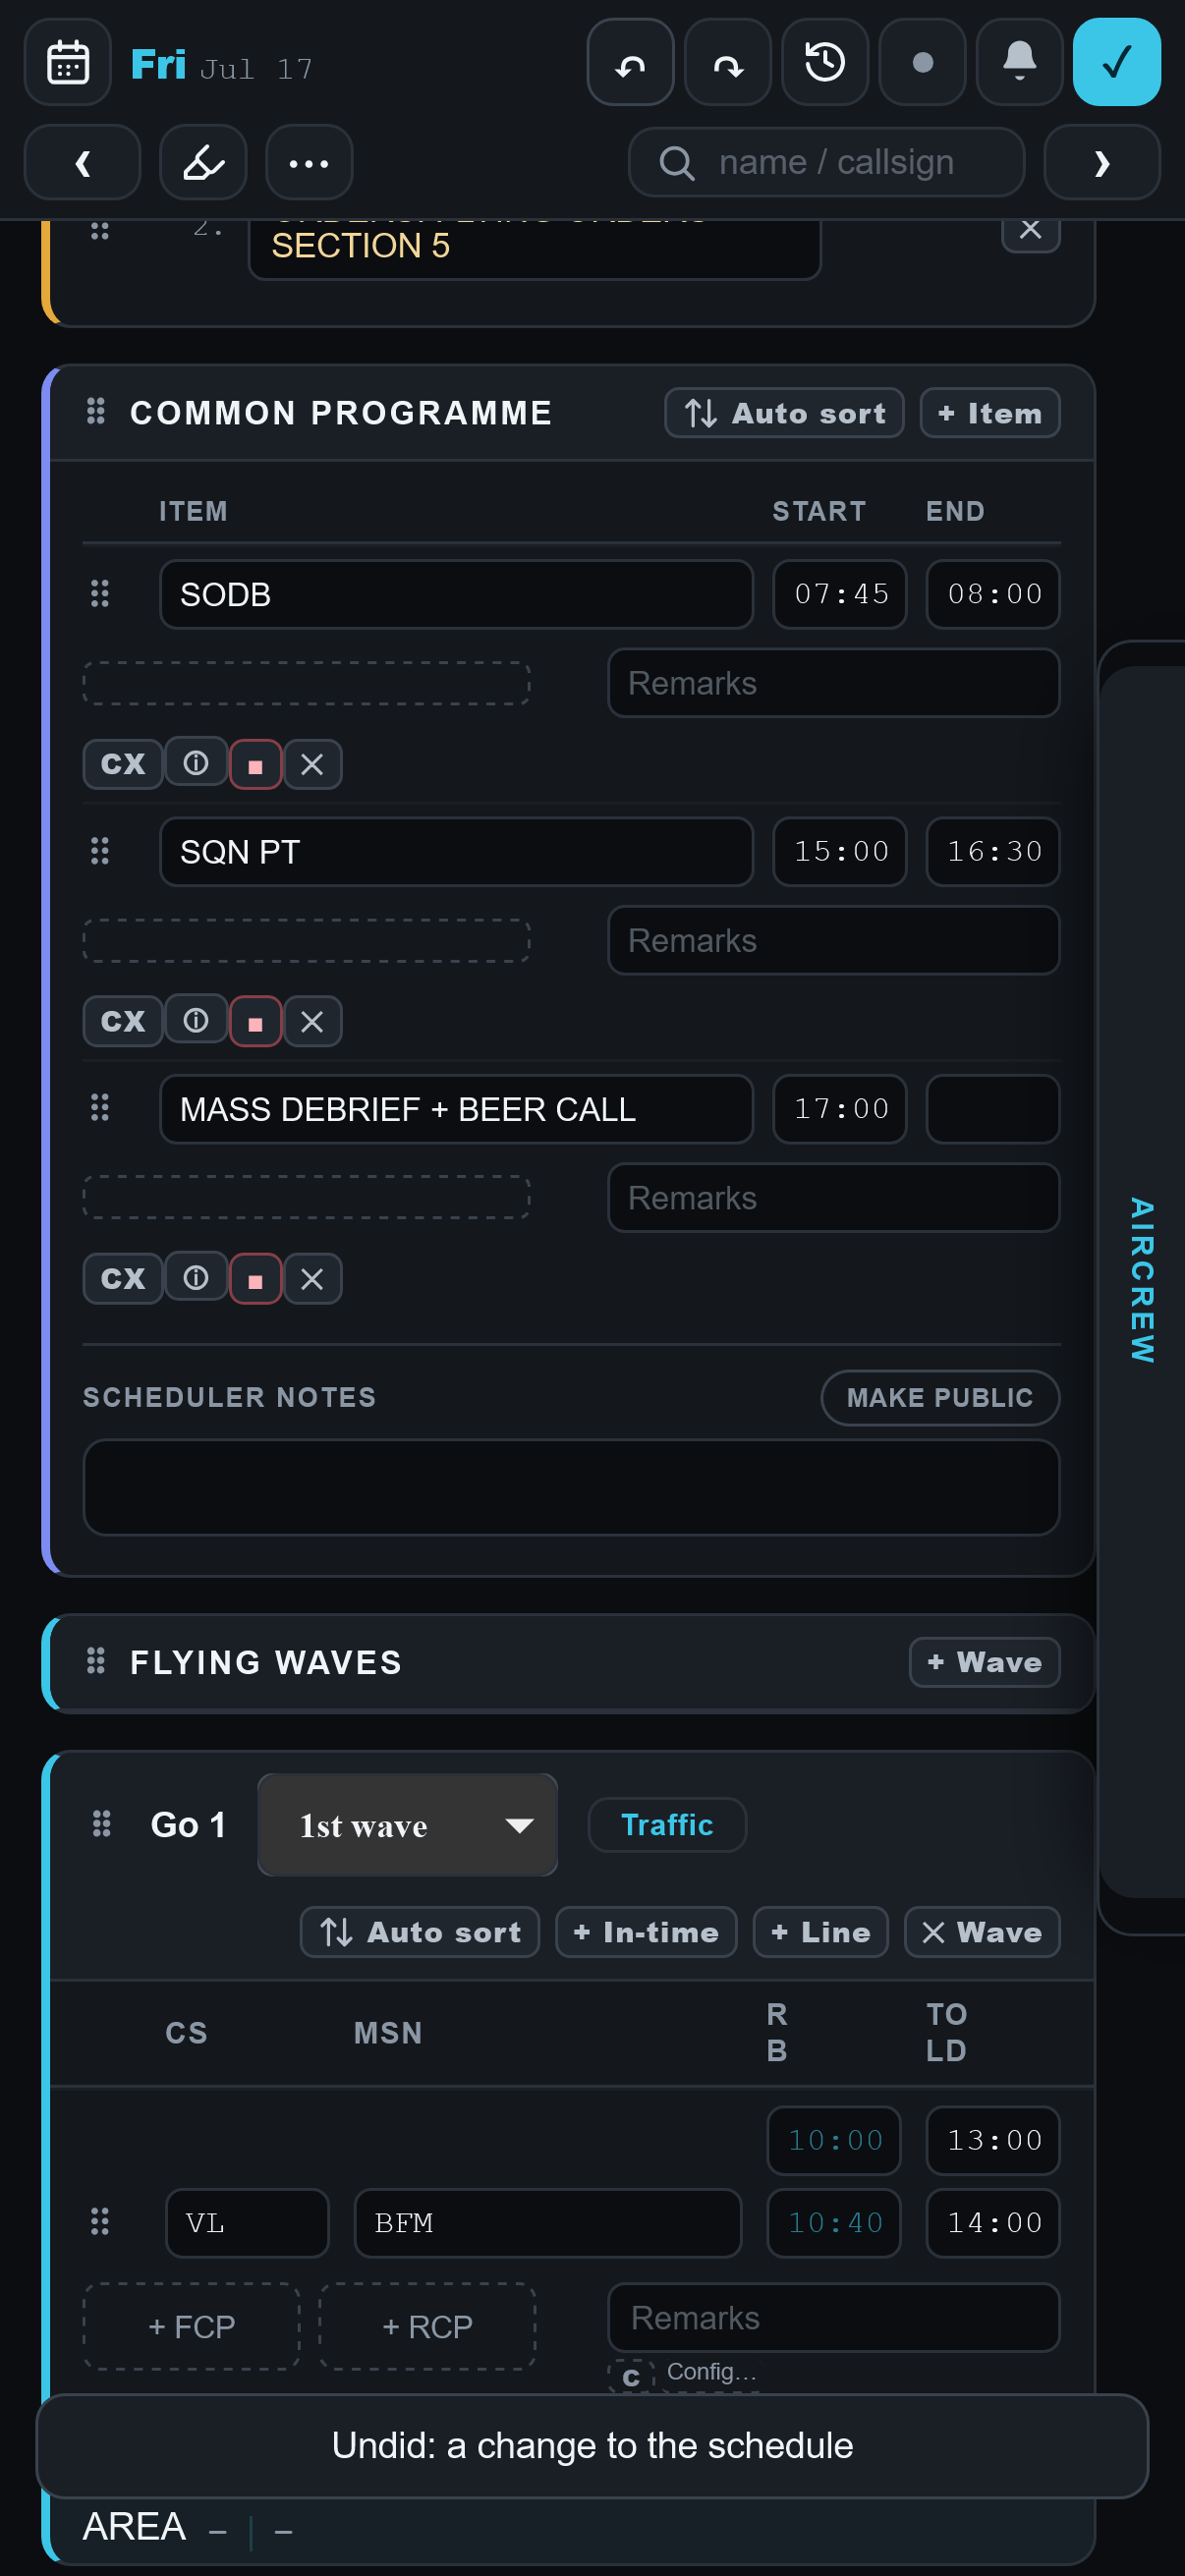 Fri Jul 17
name / callsign
2.
SECTION 5
COMMON PROGRAMME
Auto sort
+ Item
ITEM START END
SODB 07:45 08:00
Remarks
CX
SQN PT 15:00 16:30
Remarks
CX
MASS DEBRIEF + BEER CALL 17:00
Remarks
CX
AIRCREW
SCHEDULER NOTES
MAKE PUBLIC
FLYING WAVES
+ Wave
Go 1
1st wave
Traffic
Auto sort
+ In-time
+ Line
Wave
CS MSN
R TO
B LD
10:00 13:00
VL BFM 10:40 14:00
+ FCP
+ RCP
Remarks
C Config...
Undid: a change to the schedule
AREA – | –